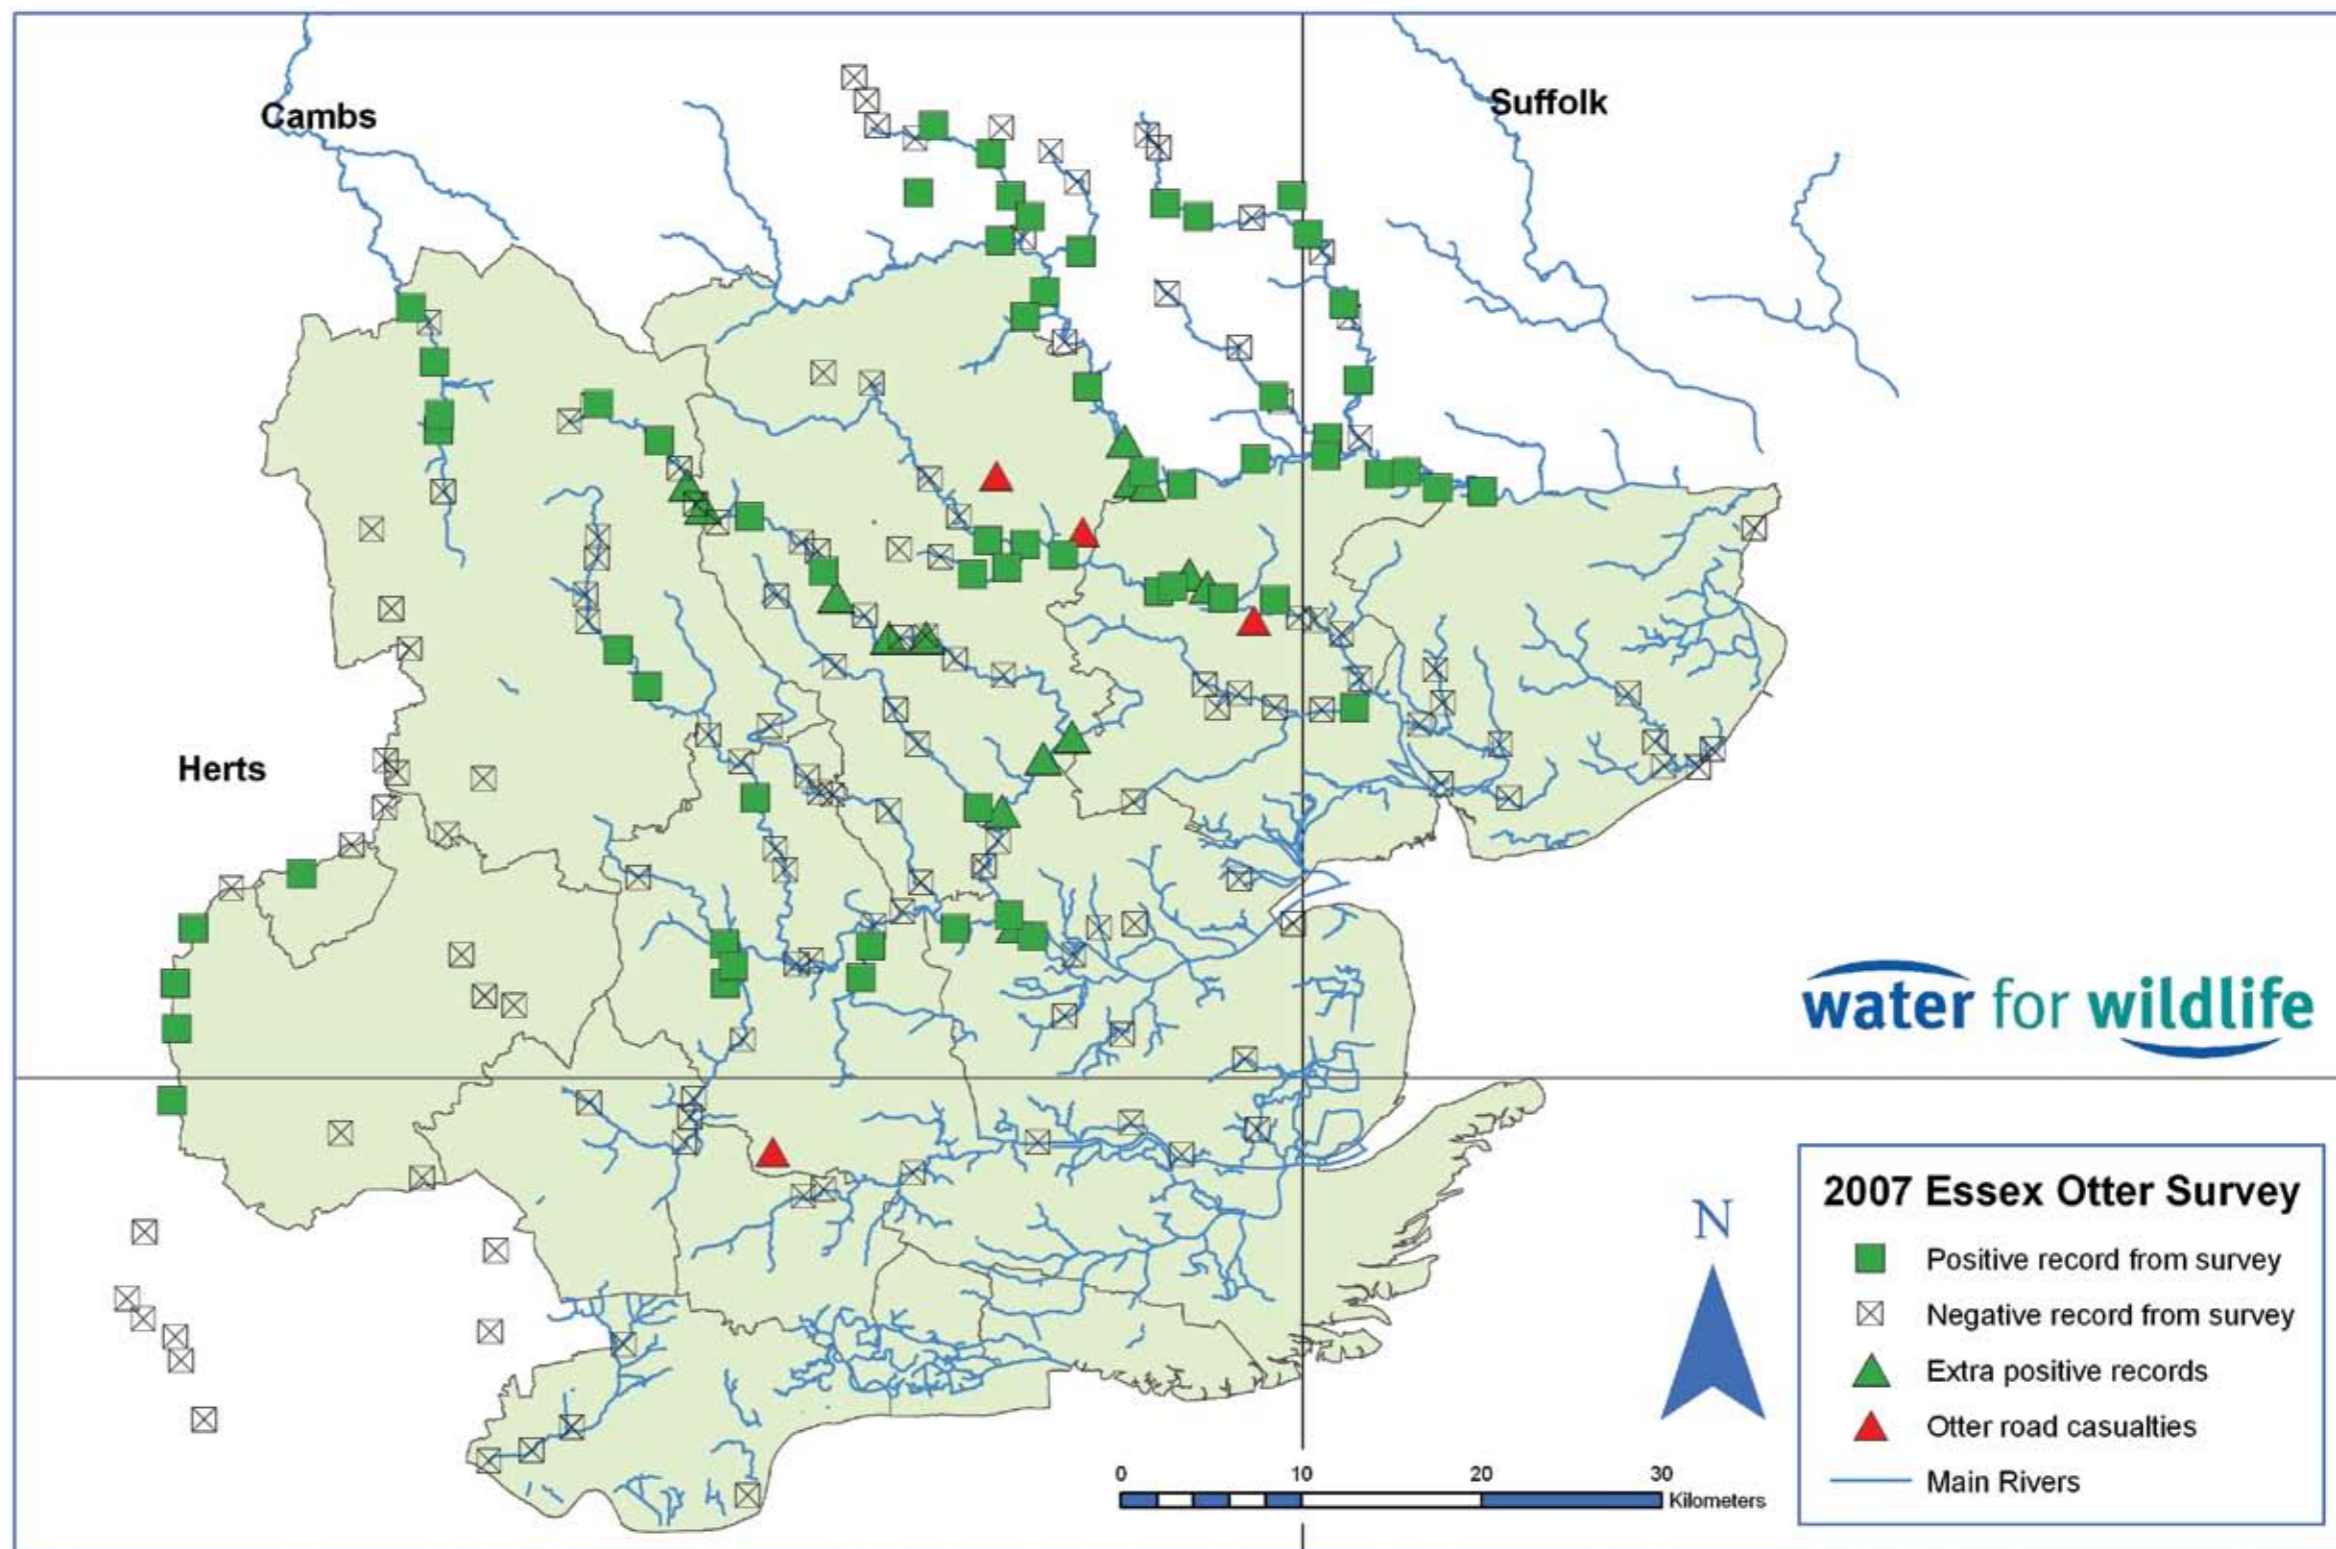 Cambs
Suffolk
Herts
water for wildlife
2007 Essex Otter Survey
Positive record from survey
Negative record from survey
Extra positive records
Otter road casualties
Main Rivers
N
0 10 20 30
Kilometers